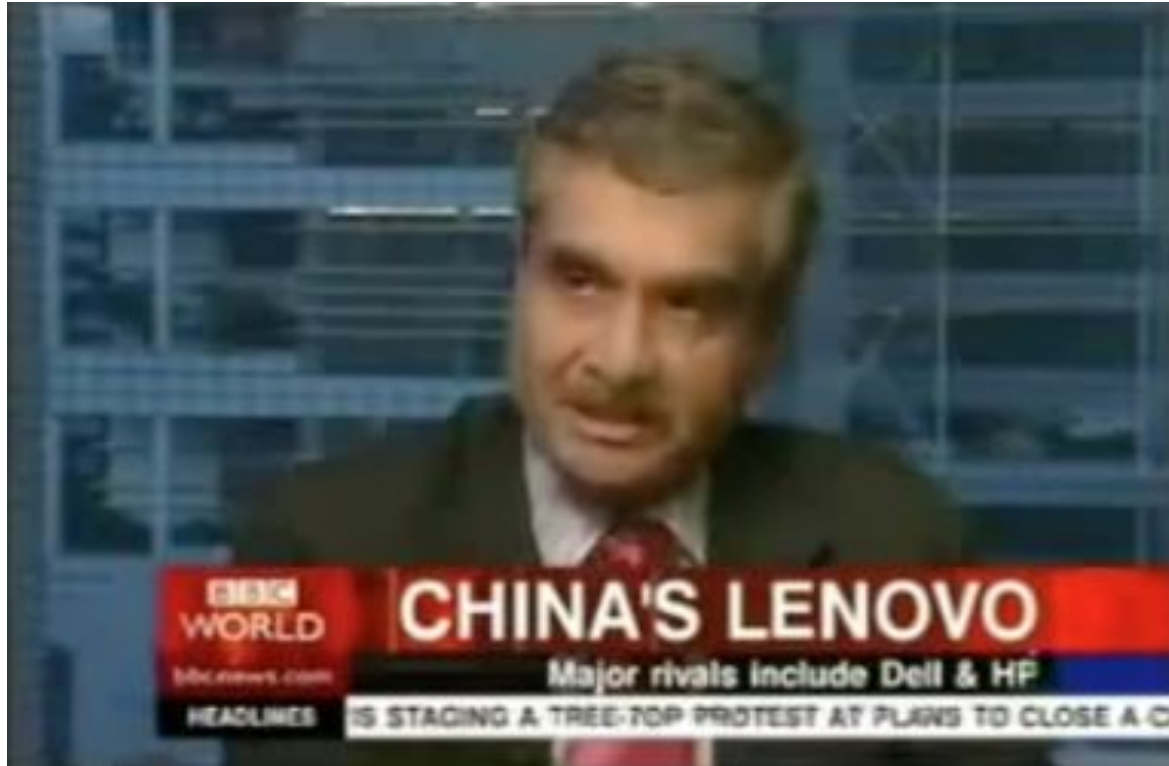 BBC
WORLD
bbcnews.com
CHINA'S LENOVO
Major rivals include Dell & HP
HEADLINES
IS STAGING A TREE-TOP PROTEST AT PLANS TO CLOSE A C